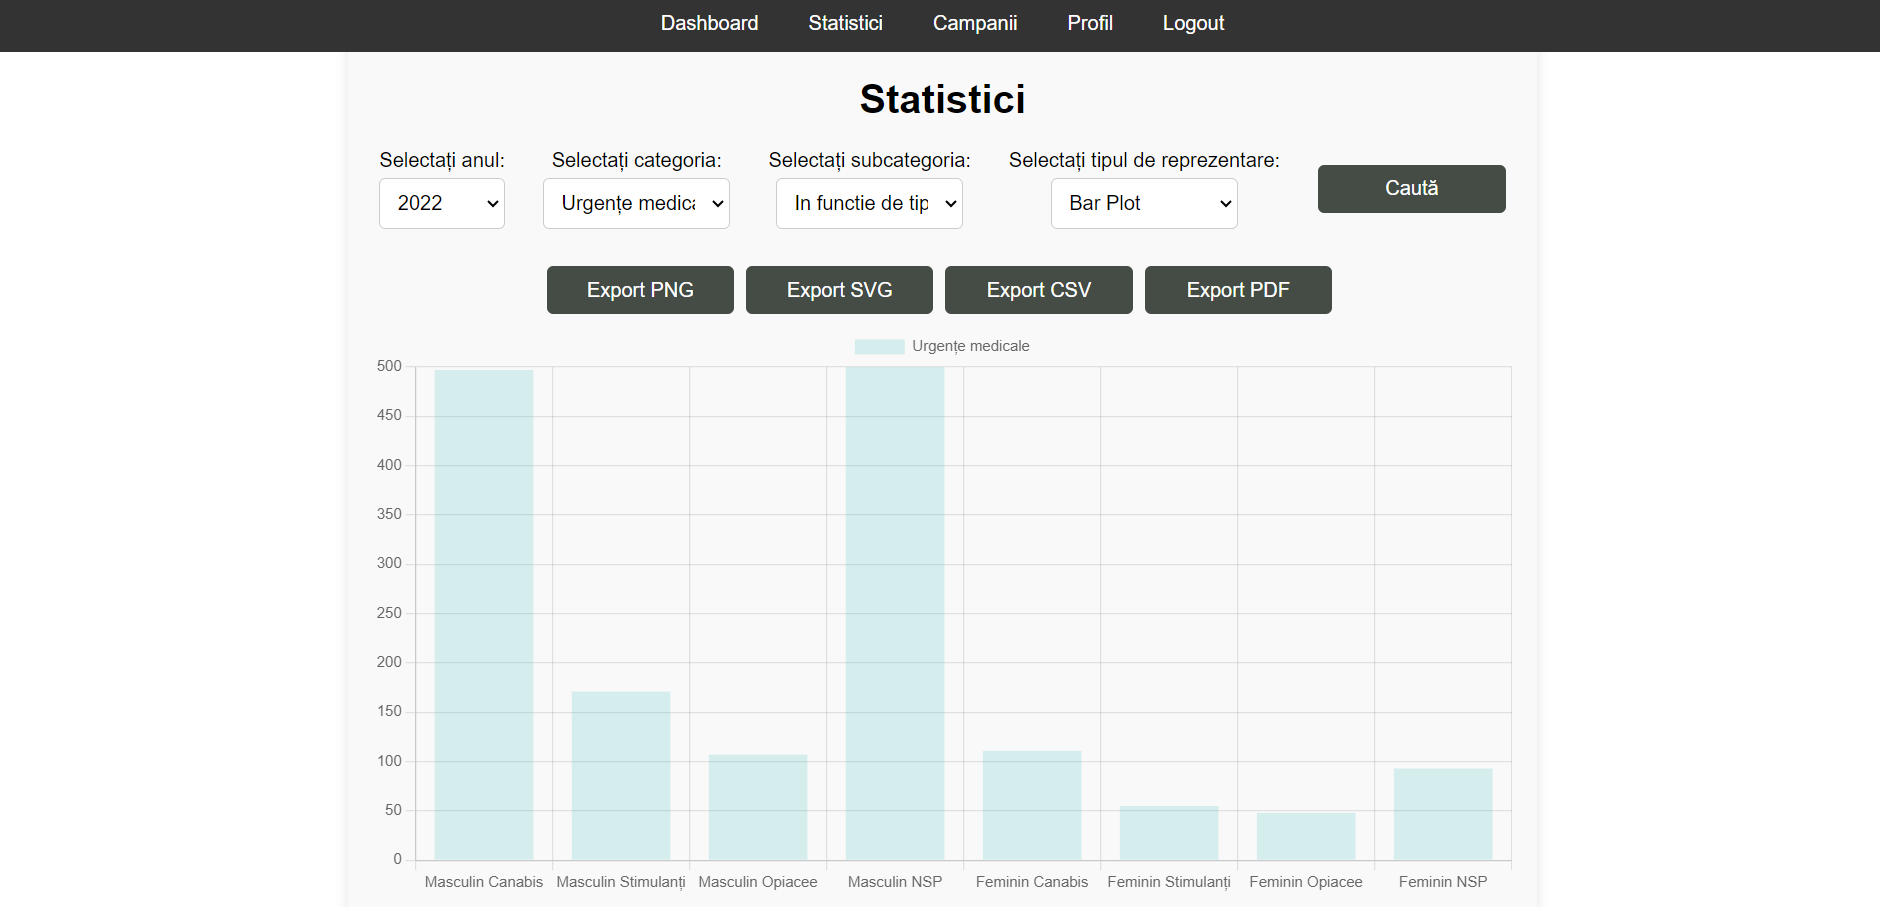 Dashboard Statistici Campanii Profil Logout
Statistici
Selectați anul: Selectați categoria: Selectați subcategoria: Selectați tipul de reprezentare:
2022 Urgențe medica In functie de tip Bar Plot Caută
Export PNG Export SVG Export CSV Export PDF
Urgențe medicale
500
450
400
350
300
250
200
150
100
50
0
Masculin Canabis Masculin Stimulanți Masculin Opiacee Masculin NSP Feminin Canabis Feminin Stimulanți Feminin Opiacee Feminin NSP